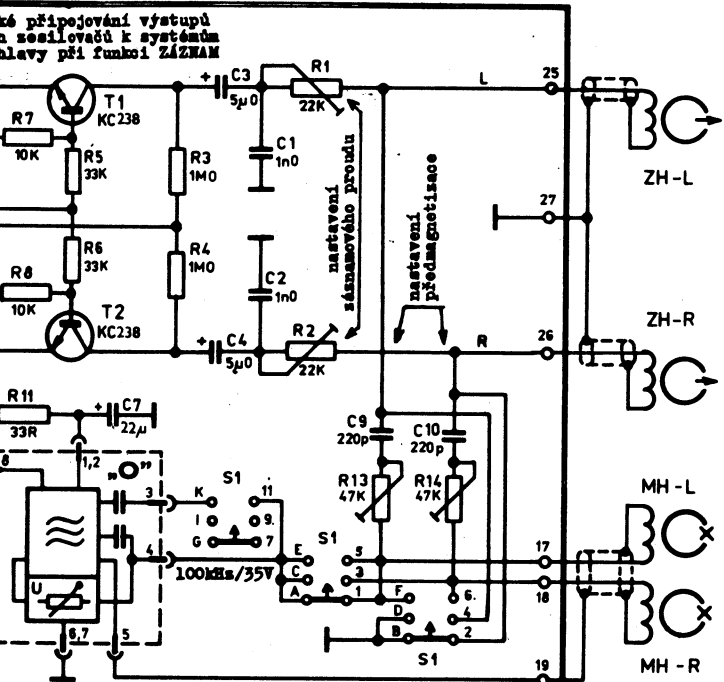 ké připojování výstupů
h zesilovačů k systémům
hlavy při funkci ZÁZNAM
C3
5µ0
R1
22K
L
25
T1
KC238
R7
10K
R5
33K
R3
1M0
C1
1n0
ZH-L
27
nastavení
záznamového proudu
nastavení
předmagnetizace
R6
33K
R4
1M0
R8
10K
C2
1n0
T2
KC238
C4
5µ0
R2
22K
R
26
ZH-R
R11
33R
C7
22µ
C9
220p
C10
220p
8
1,2
„O”
3
K
S1
11
I
9.
G
7
R13
47K
R14
47K
MH-L
U
4
100kHz/35V
E
S1
5
C
3
A
1
17
18
F
6.
D
4
B
2
S1
6,7
5
19
MH-R